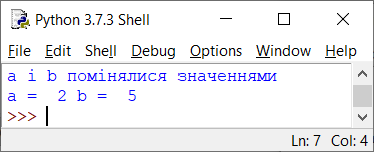 Python 3.7.3 Shell
File Edit Shell Debug Options Window Help
a i b помінялися значеннями
a =  2 b =  5
>>>
Ln: 7 Col: 4